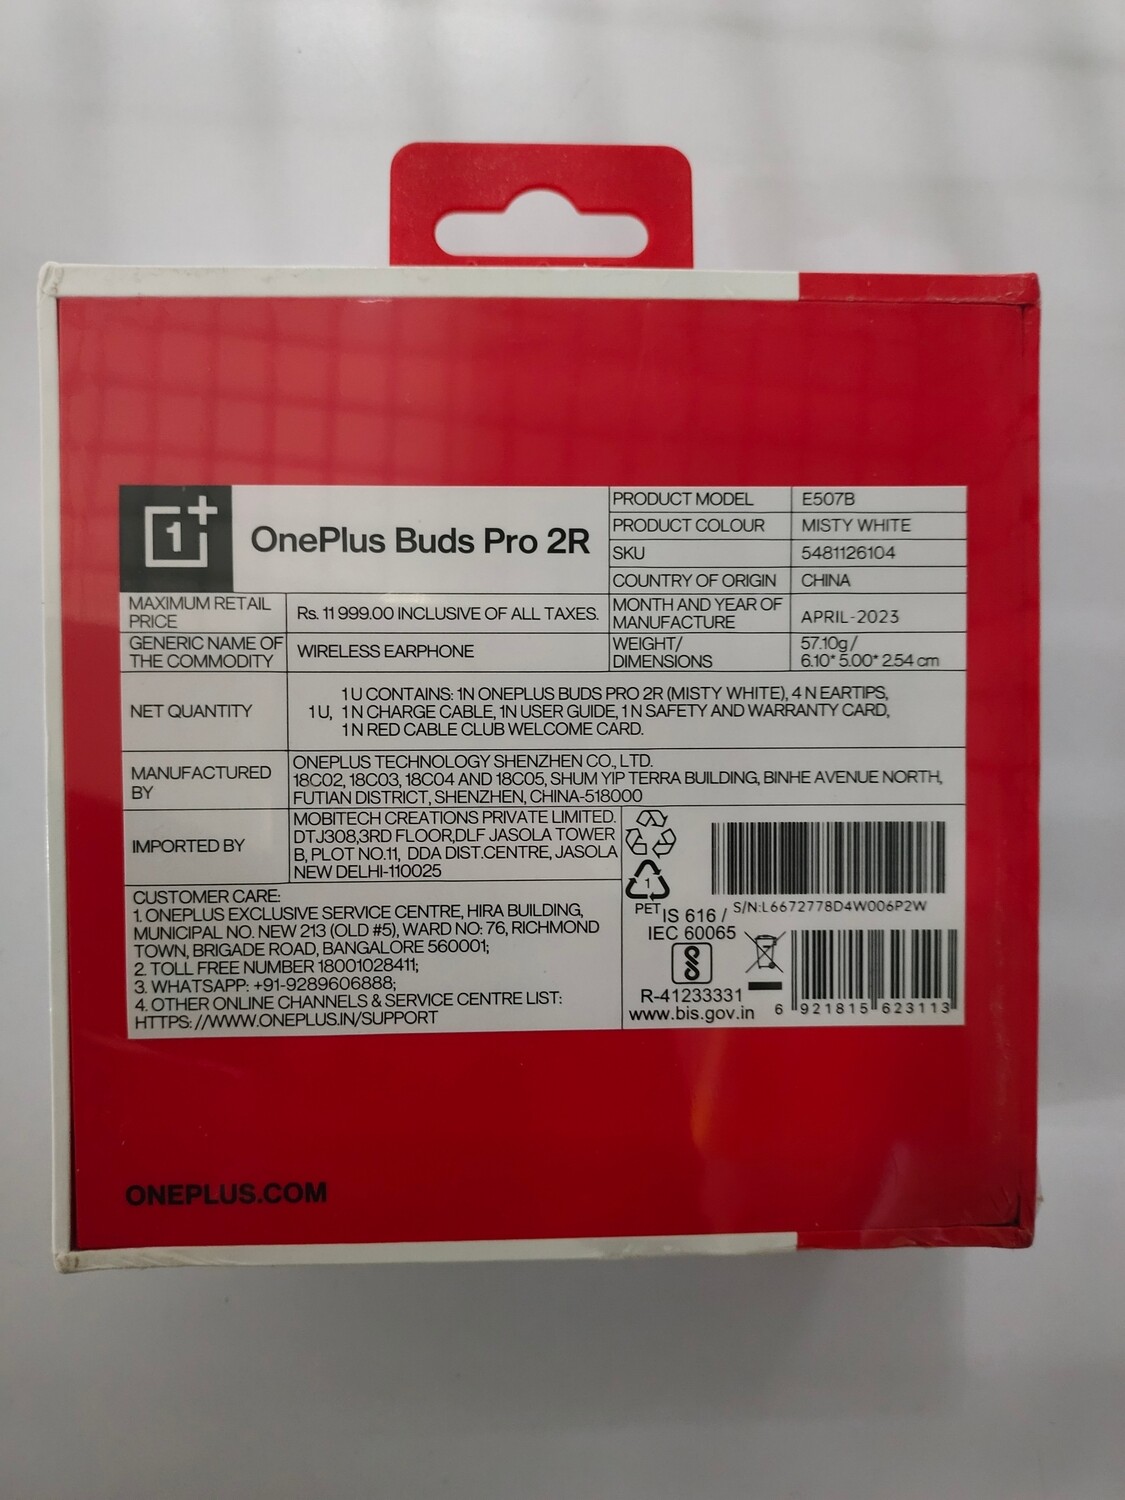 1+
OnePlus Buds Pro 2R
PRODUCT MODEL E507B
PRODUCT COLOUR MISTY WHITE
SKU 5481126104
COUNTRY OF ORIGIN CHINA
MAXIMUM RETAIL
PRICE
Rs. 11 999.00 INCLUSIVE OF ALL TAXES.
MONTH AND YEAR OF
MANUFACTURE
APRIL-2023
GENERIC NAME OF
THE COMMODITY
WIRELESS EARPHONE
WEIGHT/
DIMENSIONS
57.10g/
6.10* 5.00* 2.54 cm
NET QUANTITY
1U CONTAINS: 1N ONEPLUS BUDS PRO 2R (MISTY WHITE), 4 N EARTIPS,
1U, 1N CHARGE CABLE, 1N USER GUIDE, 1N SAFETY AND WARRANTY CARD,
1N RED CABLE CLUB WELCOME CARD.
MANUFACTURED
BY
ONEPLUS TECHNOLOGY SHENZHEN CO., LTD.
18C02, 18C03, 18C04 AND 18C05, SHUM YIP TERRA BUILDING, BINHE AVENUE NORTH,
FUTIAN DISTRICT, SHENZHEN, CHINA-518000
IMPORTED BY
MOBITECH CREATIONS PRIVATE LIMITED.
DTJ308,3RD FLOOR,DLF JASOLA TOWER
B, PLOT NO.11, DDA DIST.CENTRE, JASOLA
NEW DELHI-110025
CUSTOMER CARE:
1. ONEPLUS EXCLUSIVE SERVICE CENTRE, HIRA BUILDING,
MUNICIPAL NO. NEW 213 (OLD #5), WARD NO: 76, RICHMOND
TOWN, BRIGADE ROAD, BANGALORE 560001;
2. TOLL FREE NUMBER 18001028411;
3. WHATSAPP: +91-9289606888;
4. OTHER ONLINE CHANNELS & SERVICE CENTRE LIST:
HTTPS://WWW.ONEPLUS.IN/SUPPORT
1
PET
S/N:L6672778D4W006P2W
IS 616 /
IEC 60065
R-41233331
www.bis.gov.in
6 921815 623113
ONEPLUS.COM